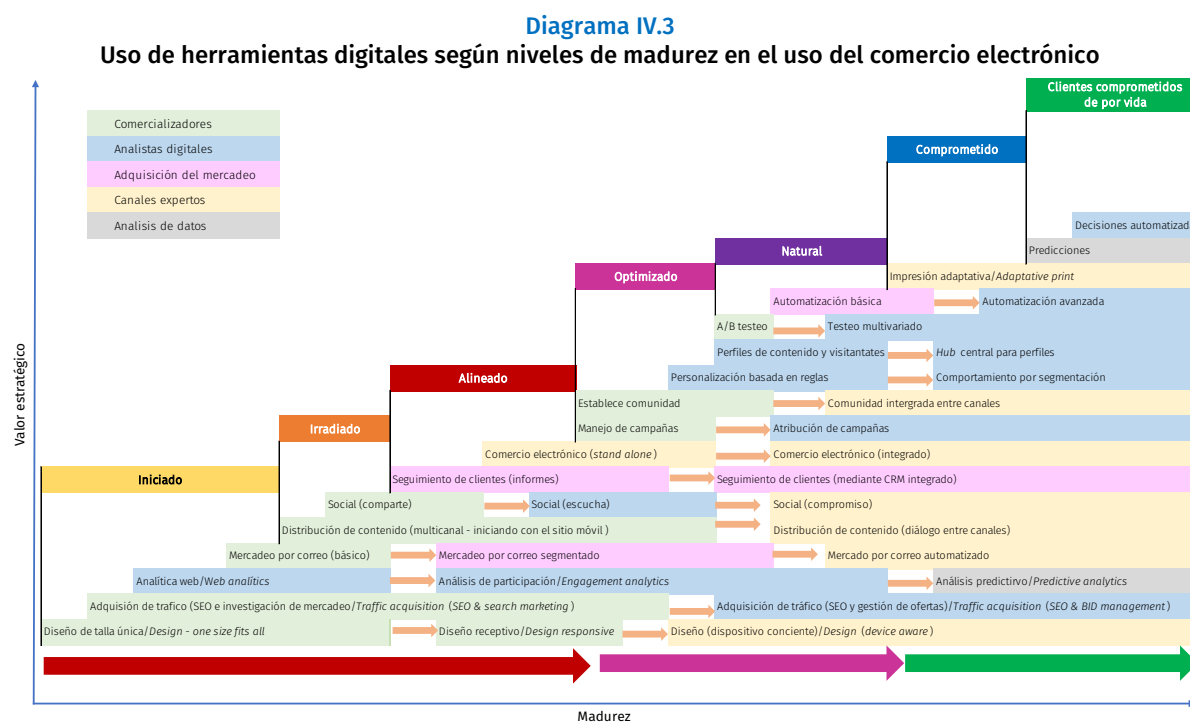 Diagrama IV.3
Uso de herramientas digitales según niveles de madurez en el uso del comercio electrónico
Clientes comprometidos
de por vida
Comercializadores
Analistas digitales
Comprometido
Adquisición del mercadeo
Canales expertos
Analisis de datos
Decisiones automatizad
Natural
Predicciones
Optimizado
Impresión adaptativa/Adaptative print
Automatización básica
Automatización avanzada
A/B testeo
Testeo multivariado
Valor estratégico
Perfiles de contenido y visitantates
Hub central para perfiles
Alineado
Personalización basada en reglas
Comportamiento por segmentación
Establece comunidad
Comunidad intergrada entre canales
Irradiado
Manejo de campañas
Atribución de campañas
Comercio electrónico (stand alone)
Comercio electrónico (integrado)
Iniciado
Seguimiento de clientes (informes)
Seguimiento de clientes (mediante CRM integrado)
Social (comparte)
Social (escucha)
Social (compromiso)
Distribución de contenido (multicanal - iniciando con el sitio móvil)
Distribución de contenido (diálogo entre canales)
Mercadeo por correo (básico)
Mercadeo por correo segmentado
Mercado por correo automatizado
Analítica web/Web analítics
Análisis de participación/Engagement analytics
Análisis predictirvo/Predictive analytics
Adquisión de trafico (SEO e investigación de mercadeo/Traffic acquisition (SEO & search marketing)
Adquisición de tráfico (SEO y gestión de ofertas)/Traffic acquisition (SEO & BID management)
Diseño de talla única/Design - one size fits all
Diseño receptivo/Design responsive
Diseño (dispositivo conciente)/Design (device aware)
Madurez